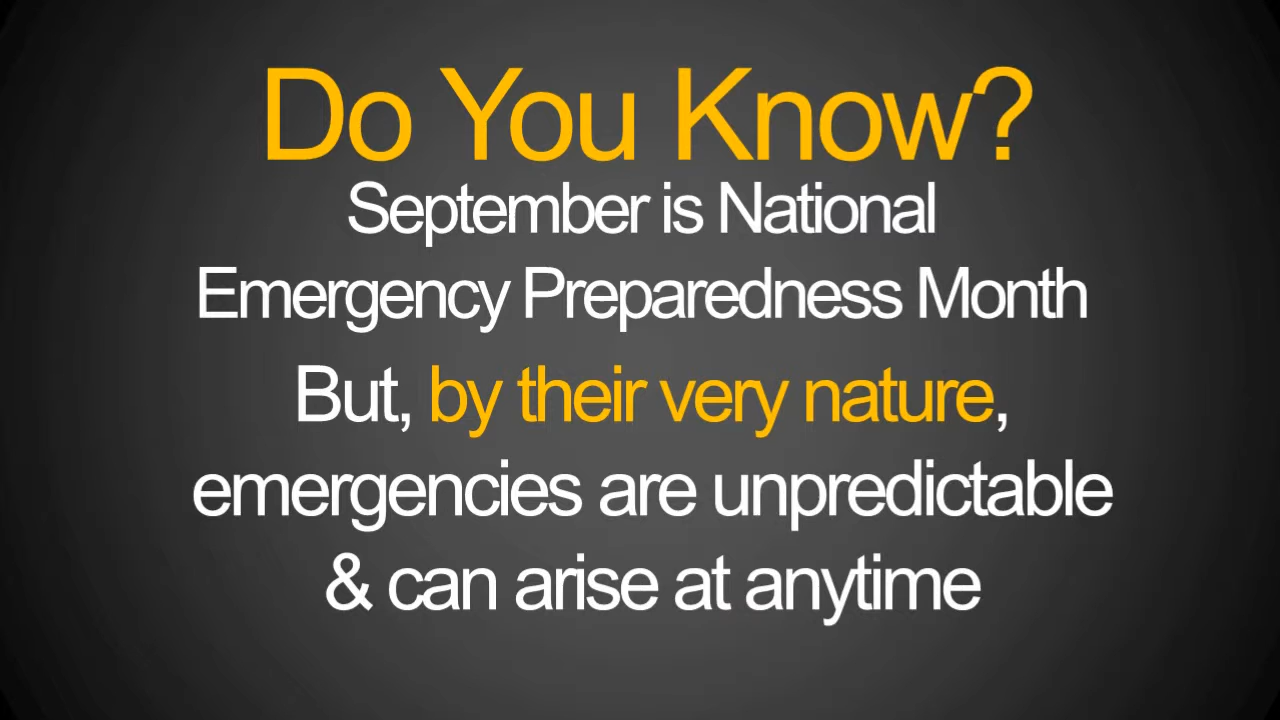 Do You Know?
September is National
Emergency Preparedness Month
But, by their very nature,
emergencies are unpredictable
& can arise at anytime